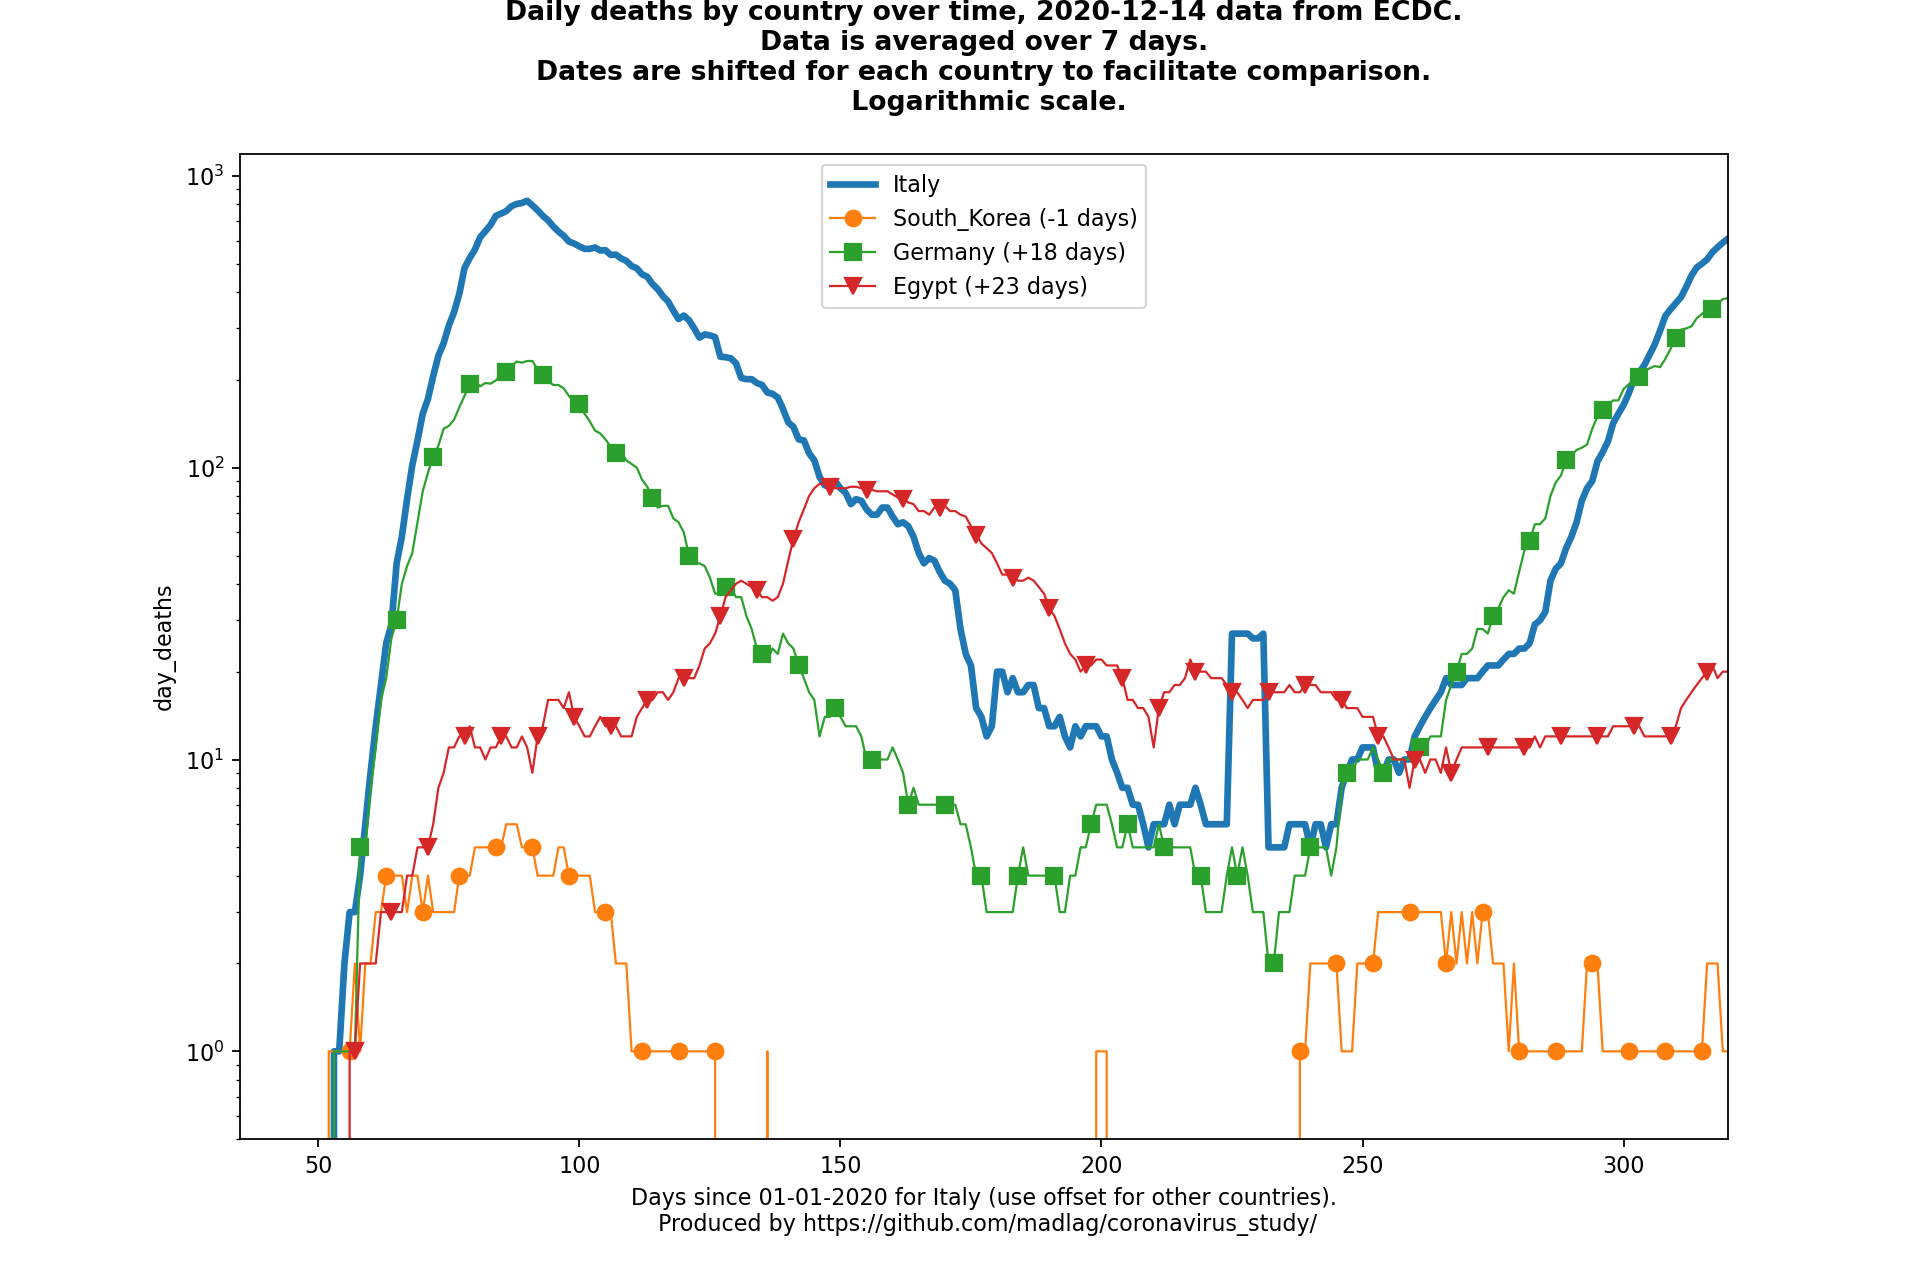 Daily deaths by country over time, 2020-12-14 data from ECDC.
Data is averaged over 7 days.
Dates are shifted for each country to facilitate comparison.
Logarithmic scale.
Italy
South_Korea (-1 days)
Germany (+18 days)
Egypt (+23 days)
day_deaths
10³
10²
10¹
10⁰
50 100 150 200 250 300
Days since 01-01-2020 for Italy (use offset for other countries).
Produced by https://github.com/madlag/coronavirus_study/